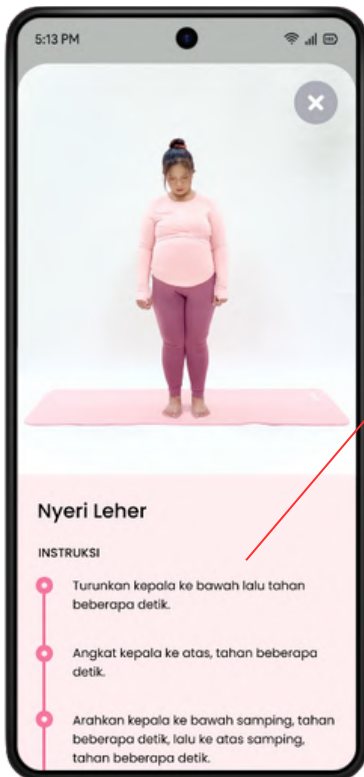 5:13 PM
Nyeri Leher
INSTRUKSI
Turunkan kepala ke bawah lalu tahan
beberapa detik.
Angkat kepala ke atas, tahan beberapa
detik.
Arahkan kepala ke bawah samping, tahan
beberapa detik, lalu ke atas samping,
tahan beberapa detik.